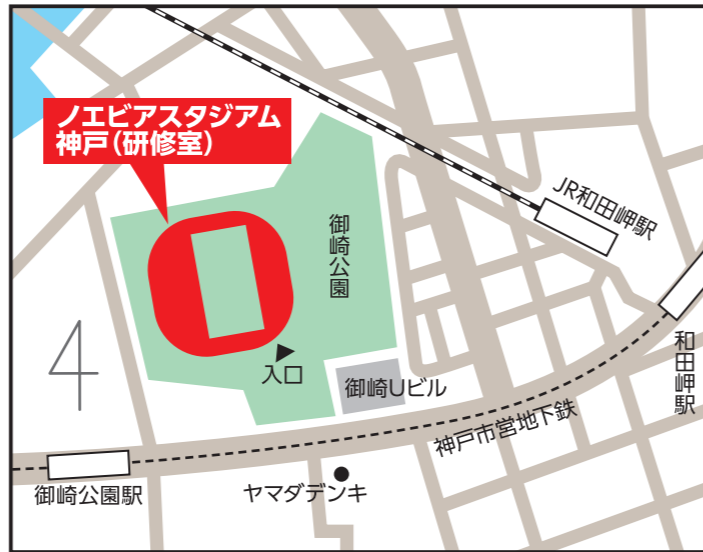 ノエビアスタジアム
神戸(研修室)
JR和田岬駅
御崎公園
和田岬駅
入口
御崎Uビル
神戸市営地下鉄
御崎公園駅
ヤマダデンキ